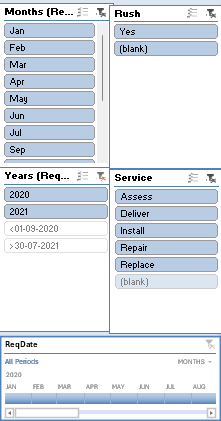 Months (Re...
Jan
Feb
Mar
Apr
May
Jun
Jul
Sep
Rush
Yes
(blank)
Years (Req...
2020
2021
<01-09-2020
>30-07-2021
Service
Assess
Deliver
Install
Repair
Replace
(blank)
ReqDate
All Periods
MONTHS
2020
JAN FEB MAR APR MAY JUN JUL AUG